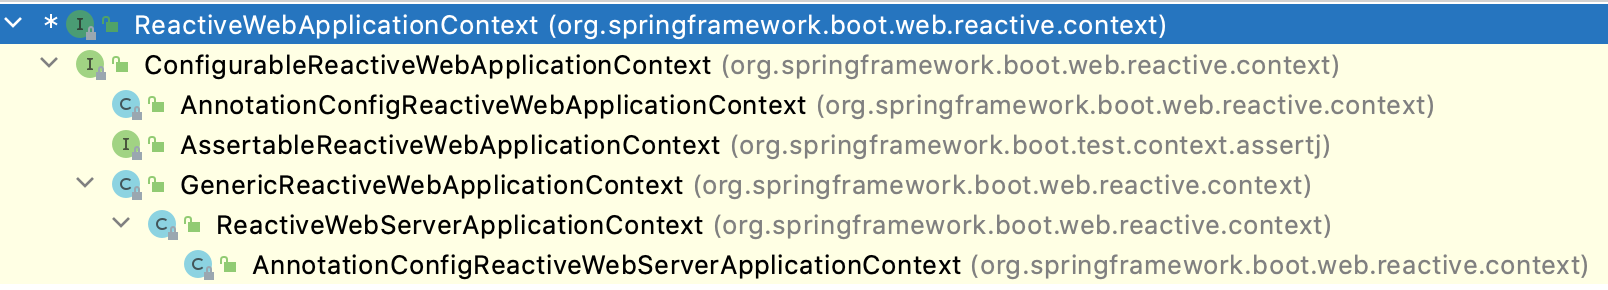 * I ReactiveWebApplicationContext (org.springframework.boot.web.reactive.context)
I ConfigurableReactiveWebApplicationContext (org.springframework.boot.web.reactive.context)
C AnnotationConfigReactiveWebApplicationContext (org.springframework.boot.web.reactive.context)
I AssertableReactiveWebApplicationContext (org.springframework.boot.test.context.assertj)
C GenericReactiveWebApplicationContext (org.springframework.boot.web.reactive.context)
C ReactiveWebServerApplicationContext (org.springframework.boot.web.reactive.context)
C AnnotationConfigReactiveWebServerApplicationContext (org.springframework.boot.web.reactive.context)